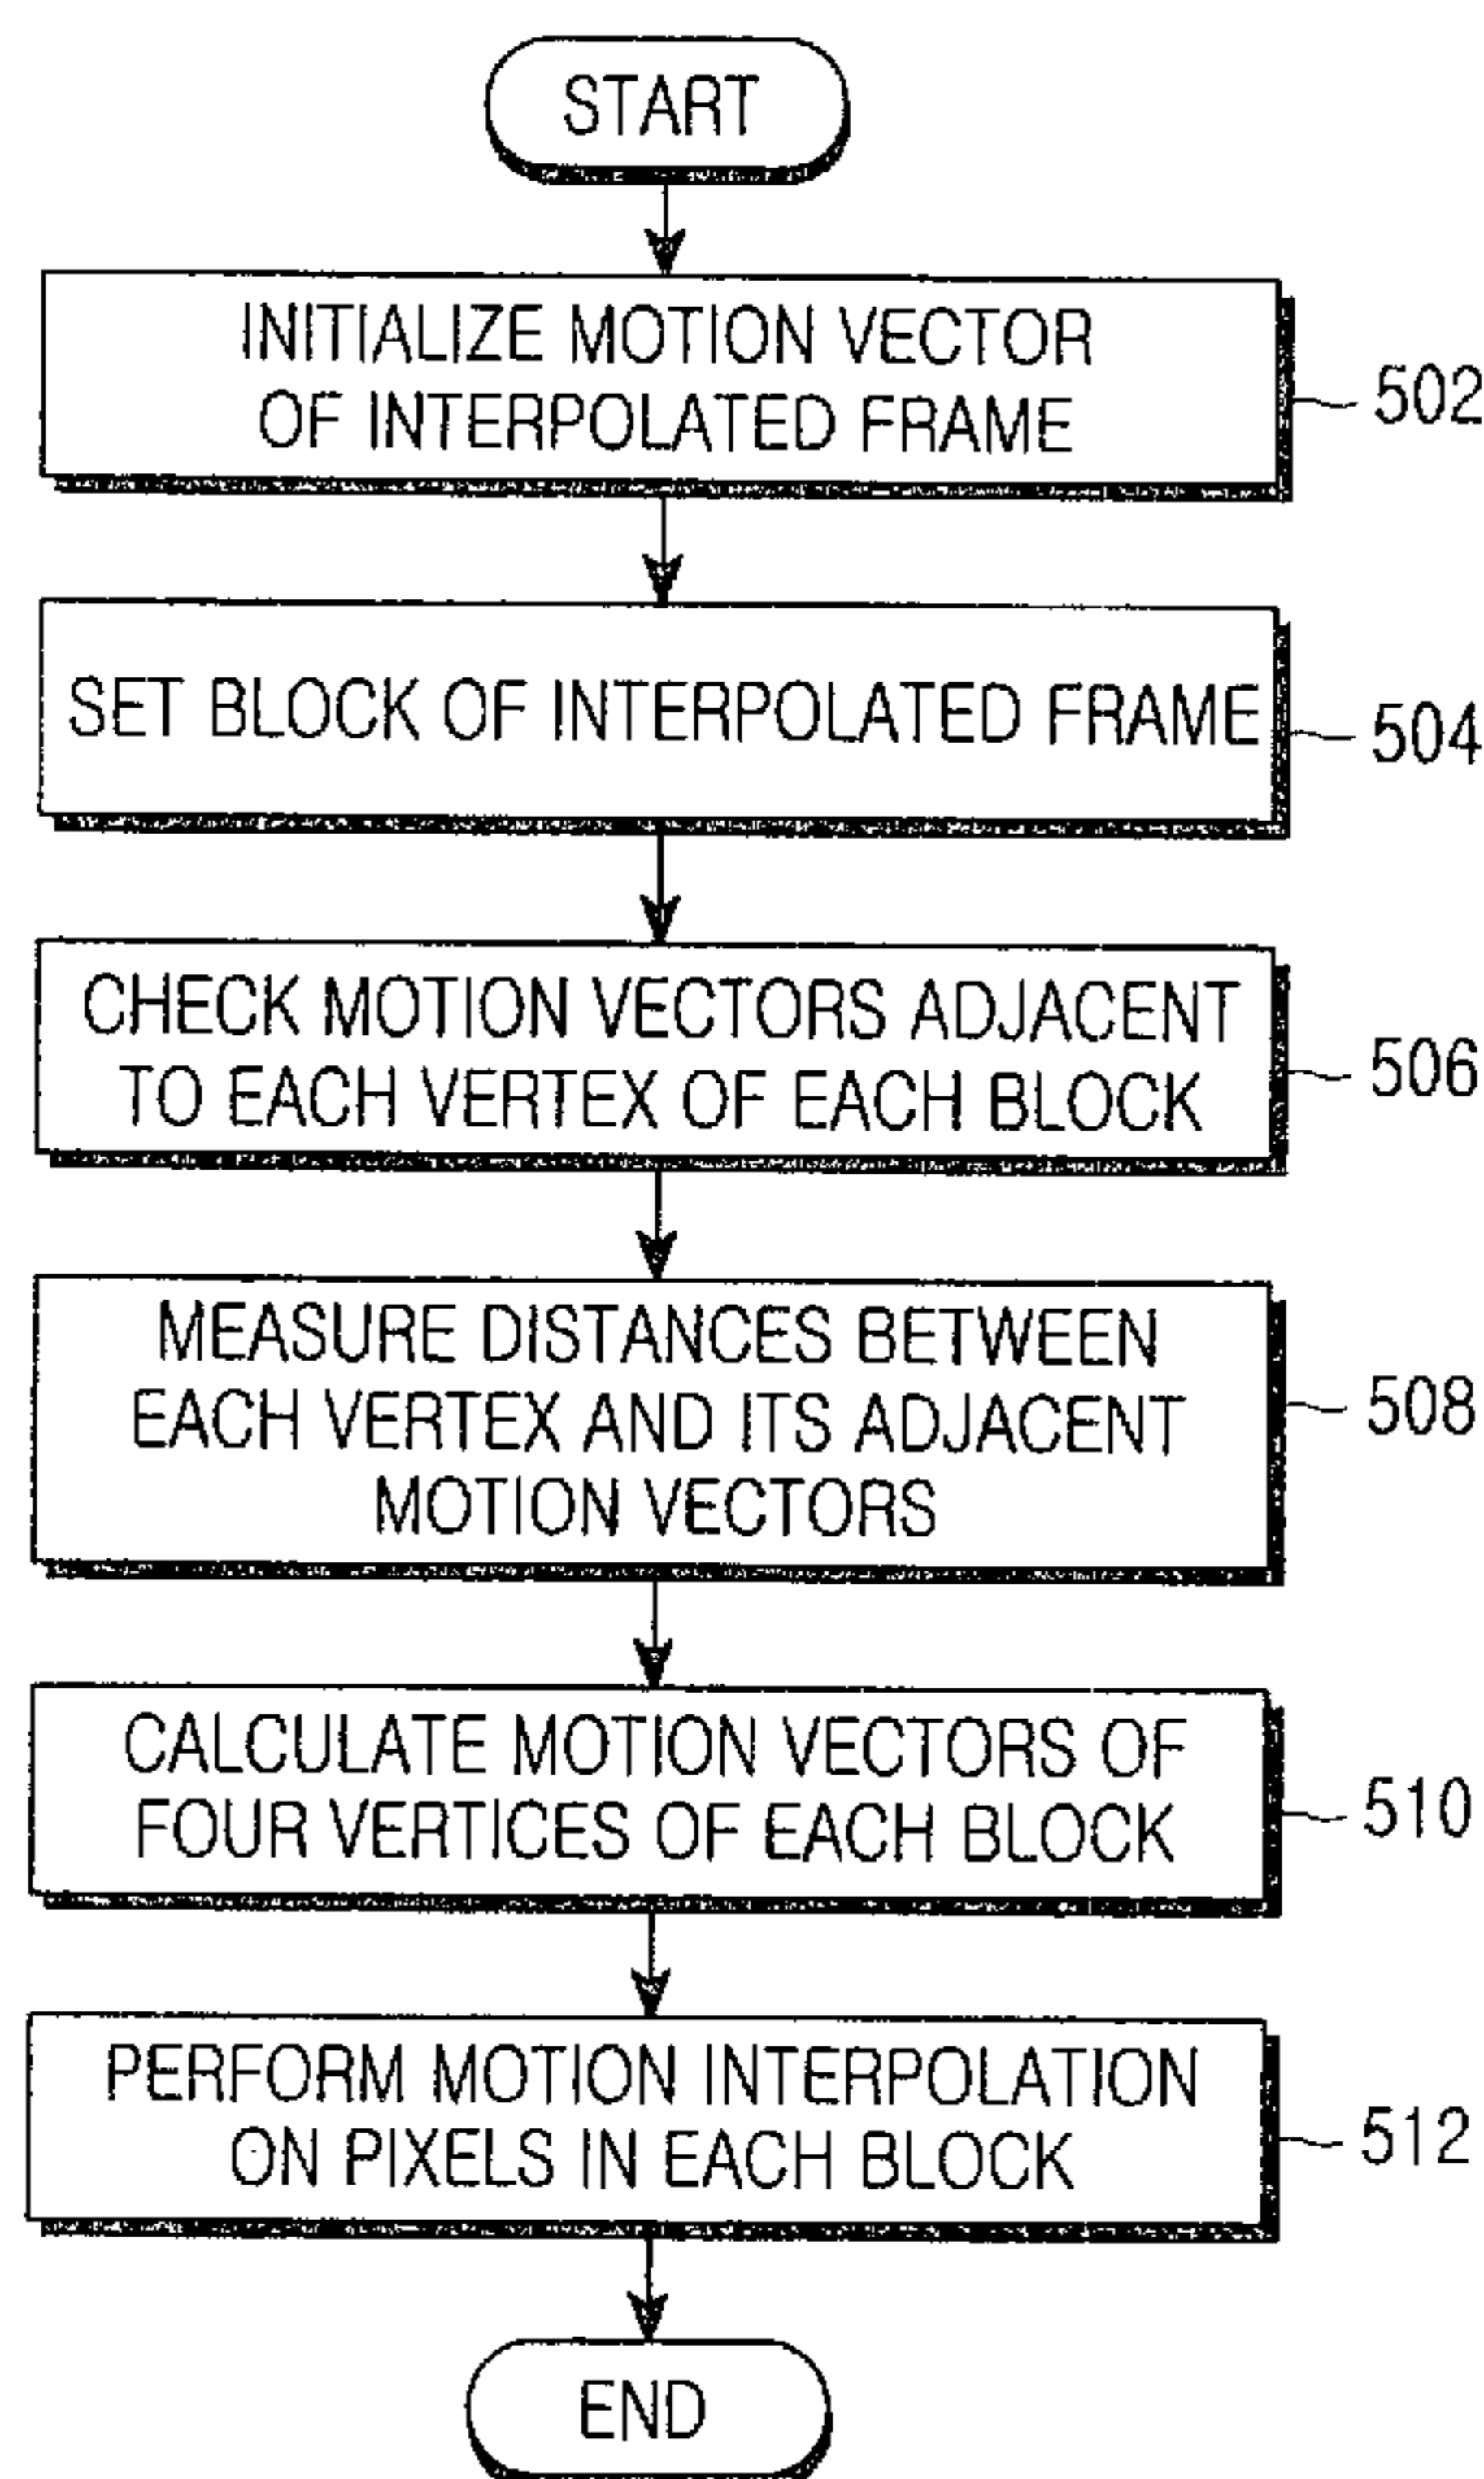 START
INITIALIZE MOTION VECTOR
OF INTERPOLATED FRAME
502
SET BLOCK OF INTERPOLATED FRAME
504
CHECK MOTION VECTORS ADJACENT
TO EACH VERTEX OF EACH BLOCK
506
MEASURE DISTANCES BETWEEN
EACH VERTEX AND ITS ADJACENT
MOTION VECTORS
508
CALCULATE MOTION VECTORS OF
FOUR VERTICES OF EACH BLOCK
510
PERFORM MOTION INTERPOLATION
ON PIXELS IN EACH BLOCK
512
END